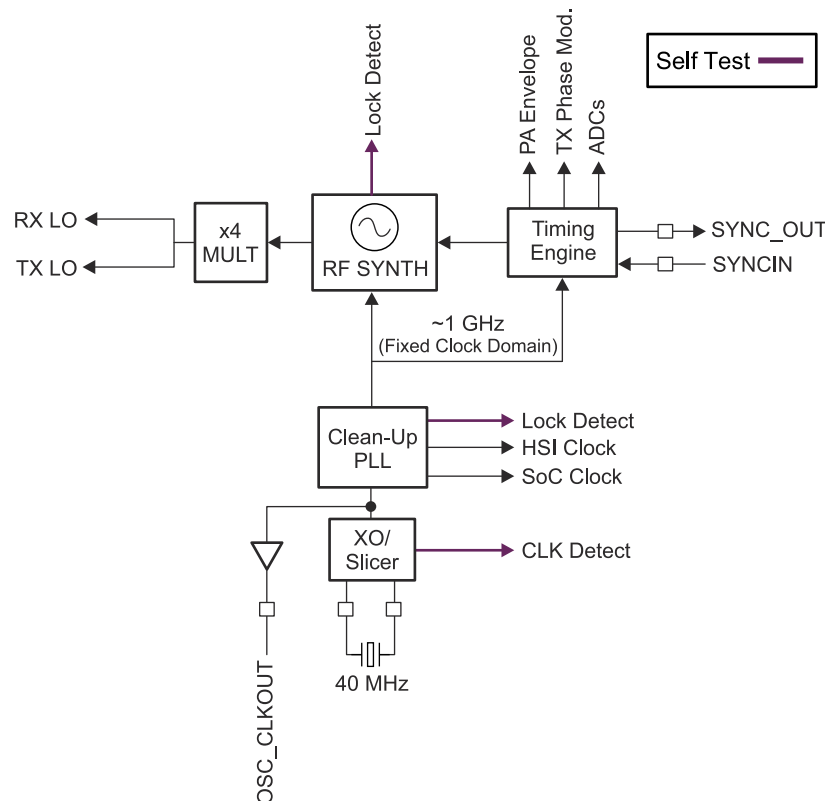 Self Test
Lock Detect
PA Envelope
TX Phase Mod.
ADCs
RX LO
TX LO
x4
MULT
RF SYNTH
Timing
Engine
SYNC_OUT
SYNCIN
~1 GHz
(Fixed Clock Domain)
Clean-Up
PLL
Lock Detect
HSI Clock
SoC Clock
XO/
Slicer
CLK Detect
40 MHz
OSC_CLKOUT